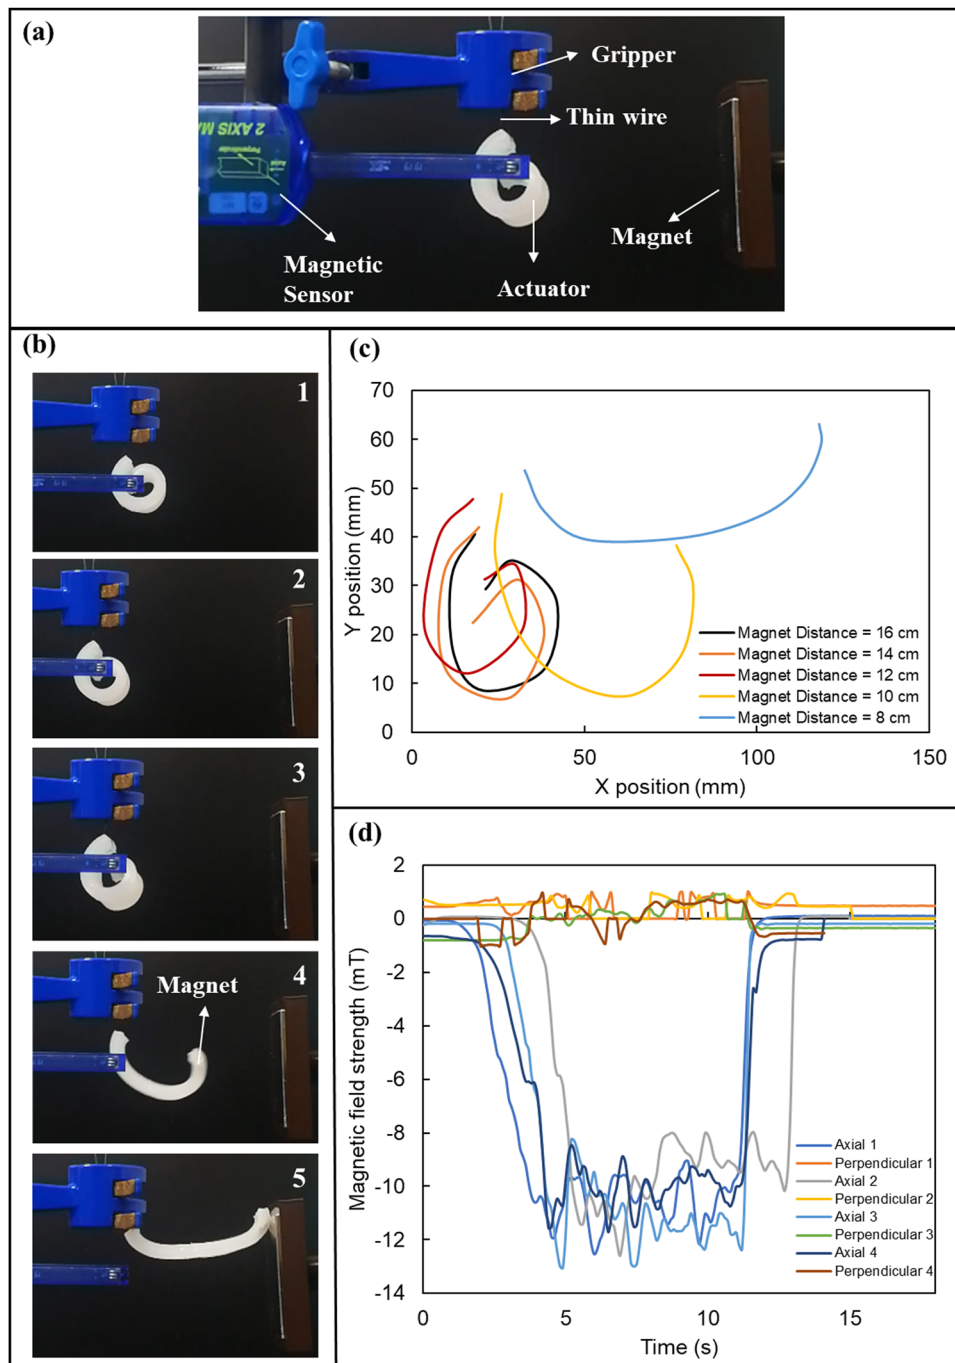 (a)
Gripper
Thin wire
2 AXIS MA
Perpendicular
Axial
Magnetic
Sensor
Actuator
Magnet
(b)
1
2
3
4
Magnet
5
(c)
70
60
50
40
30
20
10
0
0
50
100
150
Y position (mm)
X position (mm)
Magnet Distance = 16 cm
Magnet Distance = 14 cm
Magnet Distance = 12 cm
Magnet Distance = 10 cm
Magnet Distance = 8 cm
(d)
2
0
-2
-4
-6
-8
-10
-12
-14
0
5
10
15
Magnetic field strength (mT)
Time (s)
Axial 1
Perpendicular 1
Axial 2
Perpendicular 2
Axial 3
Perpendicular 3
Axial 4
Perpendicular 4